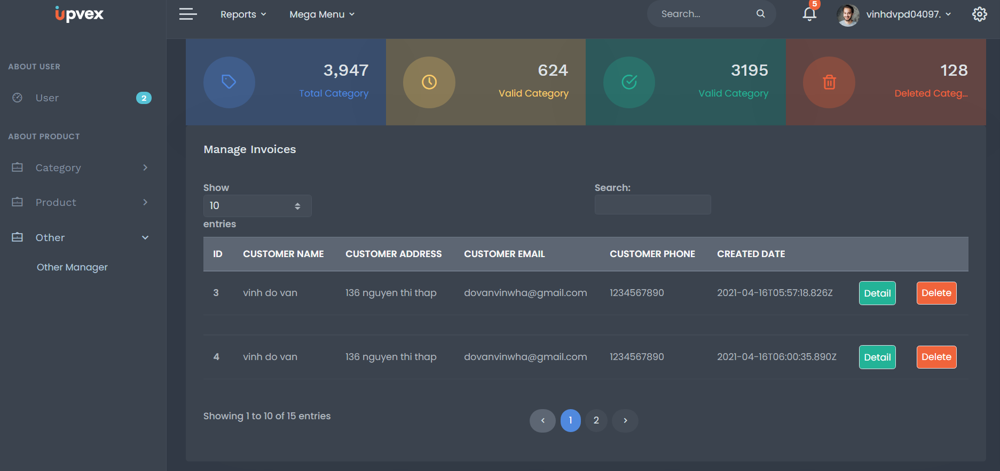 upvex
Reports
Mega Menu
Search...
5
vinhdvpd04097.
ABOUT USER
User
2
ABOUT PRODUCT
Category
Product
Other
Other Manager
3,947
Total Category
624
Valid Category
3195
Valid Category
128
Deleted Categ...
Manage Invoices
Show
10
entries
Search:
ID CUSTOMER NAME CUSTOMER ADDRESS CUSTOMER EMAIL CUSTOMER PHONE CREATED DATE
3 vinh do van 136 nguyen thi thap dovanvinwha@gmail.com 1234567890 2021-04-16T05:57:18.826Z Detail Delete
4 vinh do van 136 nguyen thi thap dovanvinwha@gmail.com 1234567890 2021-04-16T06:00:35.890Z Detail Delete
Showing 1 to 10 of 15 entries
‹ 1 2 ›